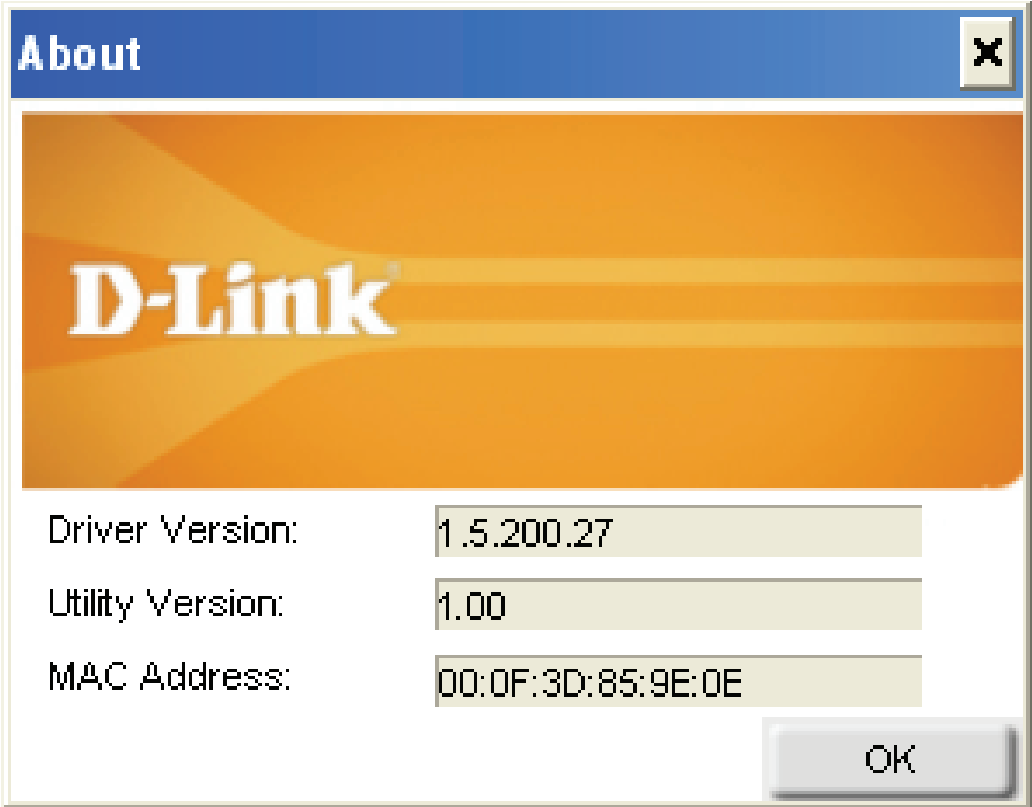 About
D-Link
Driver Version: 1.5.200.27
Utility Version: 1.00
MAC Address: 00:0F:3D:85:9E:0E
OK